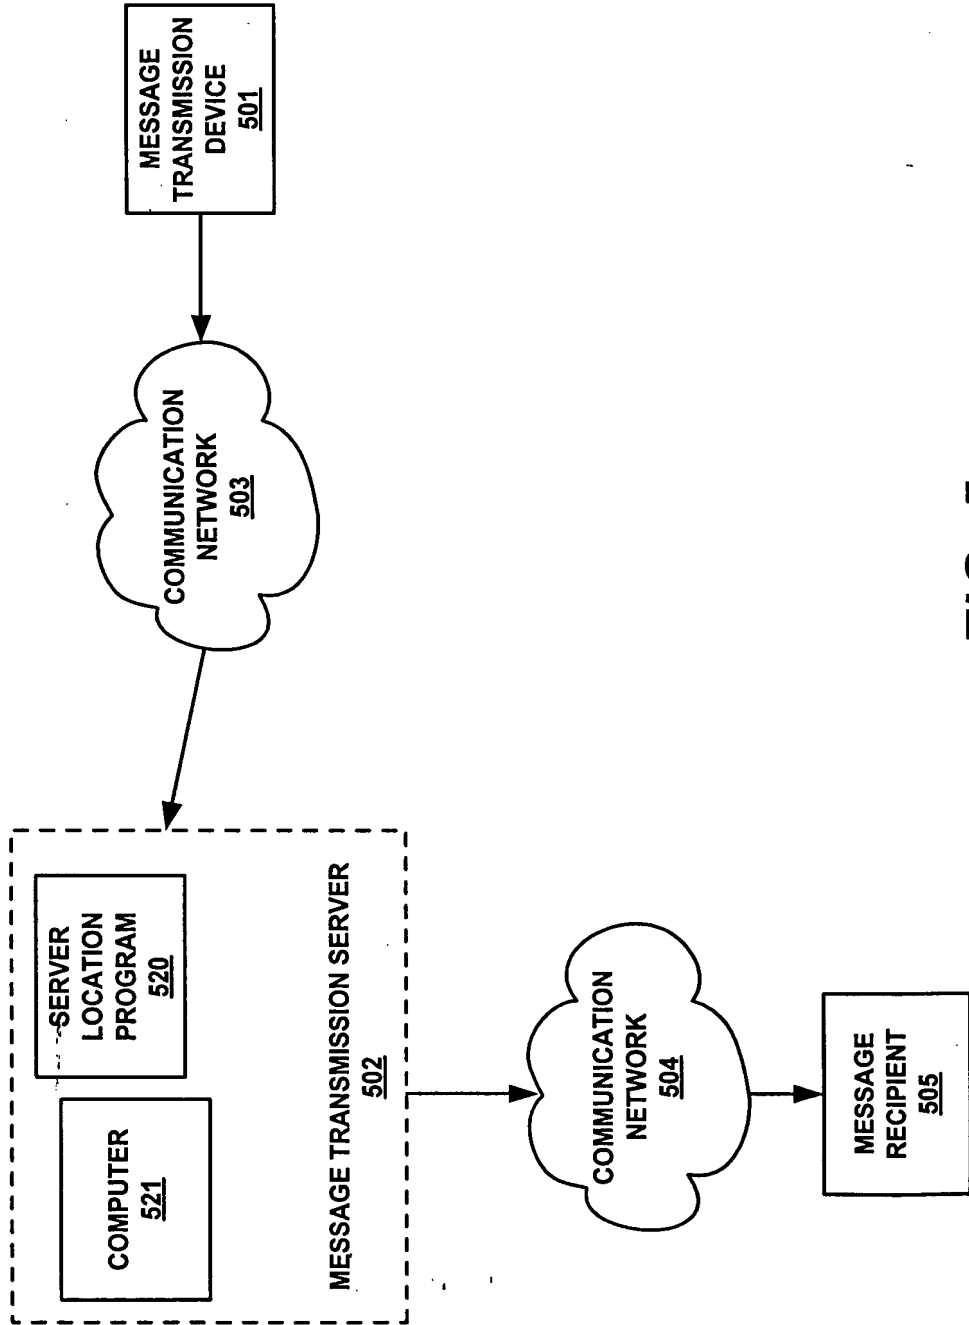 COMPUTER
521
SERVER
LOCATION
PROGRAM
520
MESSAGE TRANSMISSION SERVER
502
COMMUNICATION
NETWORK
503
MESSAGE
TRANSMISSION
DEVICE
501
COMMUNICATION
NETWORK
504
MESSAGE
RECIPIENT
505